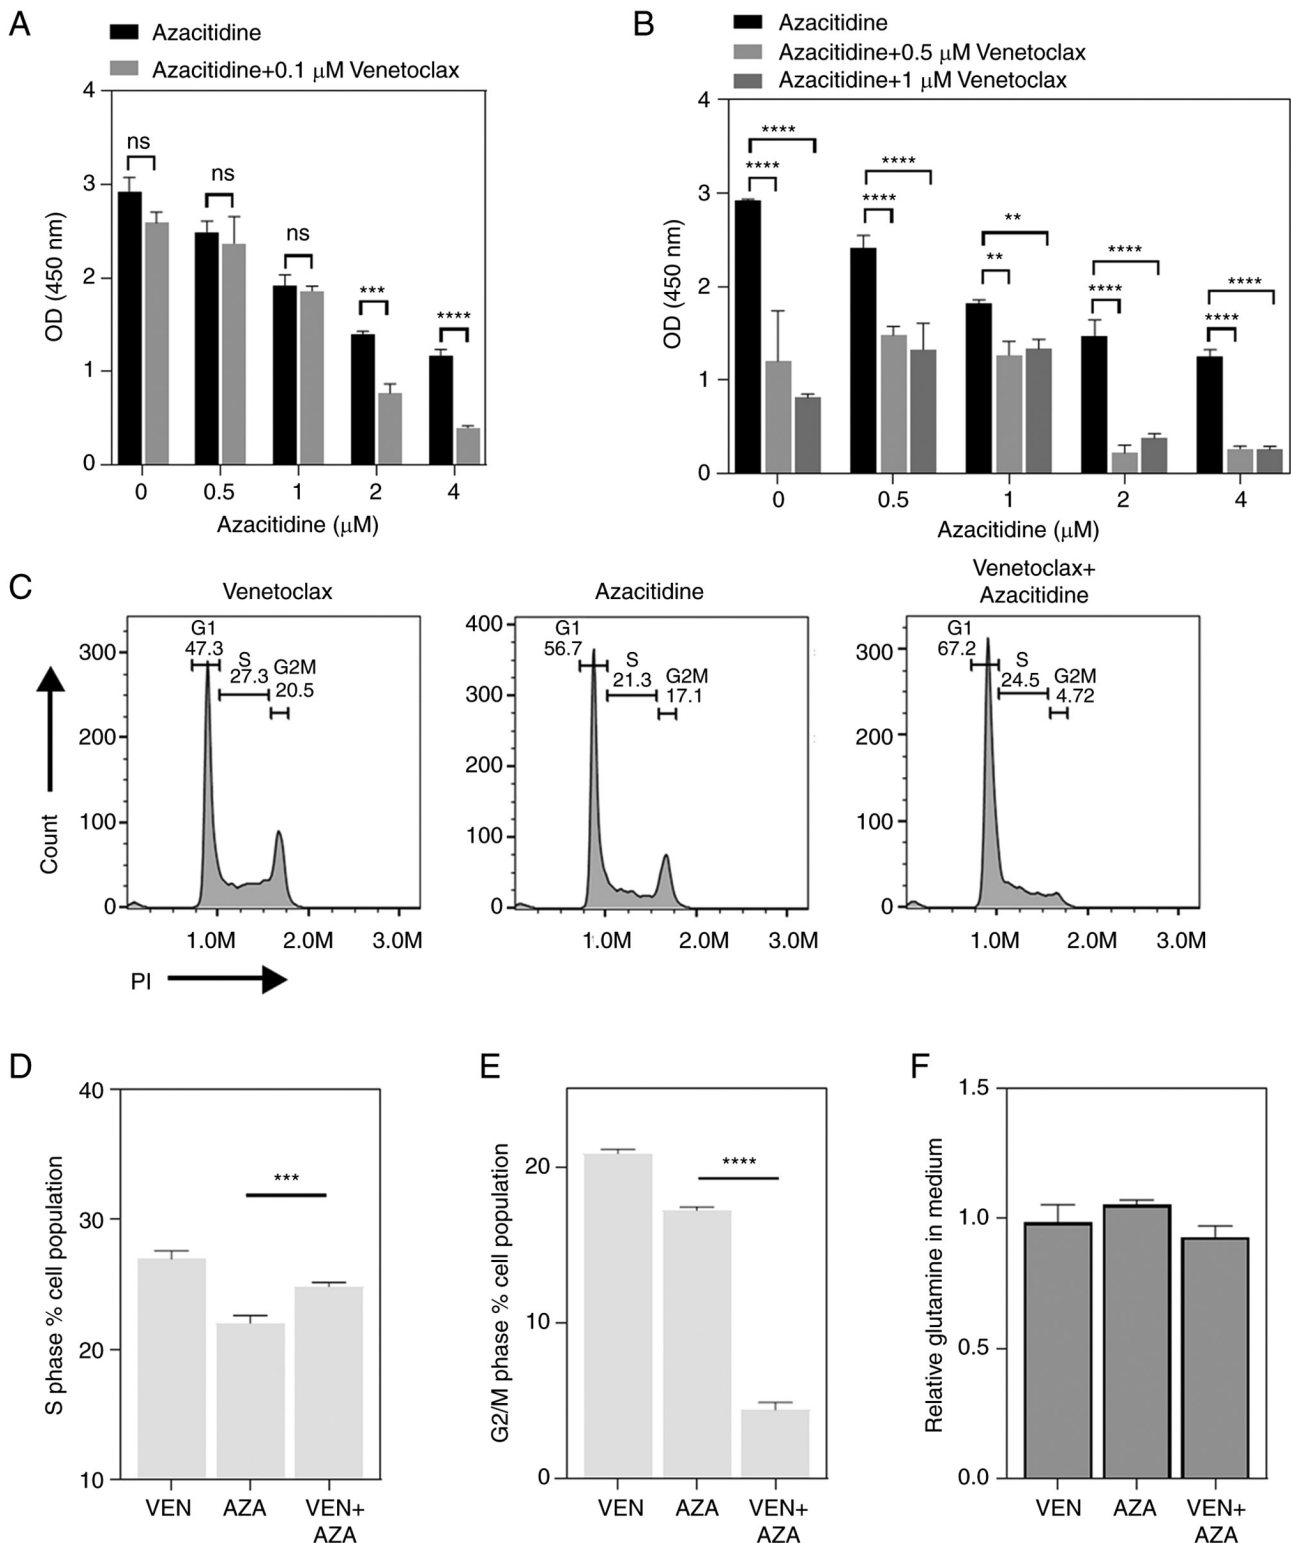 A
Azacitidine
Azacitidine+0.1 μM Venetoclax
4
3
2
1
0
OD (450 nm)
ns
ns
ns
***
****
0 0.5 1 2 4
Azacitidine (μM)
B
Azacitidine
Azacitidine+0.5 μM Venetoclax
Azacitidine+1 μM Venetoclax
4
3
2
1
0
OD (450 nm)
****
****
****
****
**
**
****
****
****
****
0 0.5 1 2 4
Azacitidine (μM)
C
Count
PI
Venetoclax
300
200
100
0
G1
47.3
S
27.3
G2M
20.5
1.0M 2.0M 3.0M
Azacitidine
400
300
200
100
0
G1
56.7
S
21.3
G2M
17.1
1.0M 2.0M 3.0M
Venetoclax+
Azacitidine
300
200
100
0
G1
67.2
S
24.5
G2M
4.72
1.0M 2.0M 3.0M
D
S phase % cell population
40
30
20
10
***
VEN AZA VEN+
AZA
E
G2/M phase % cell population
20
10
0
****
VEN AZA VEN+
AZA
F
Relative glutamine in medium
1.5
1.0
0.5
0.0
VEN AZA VEN+
AZA